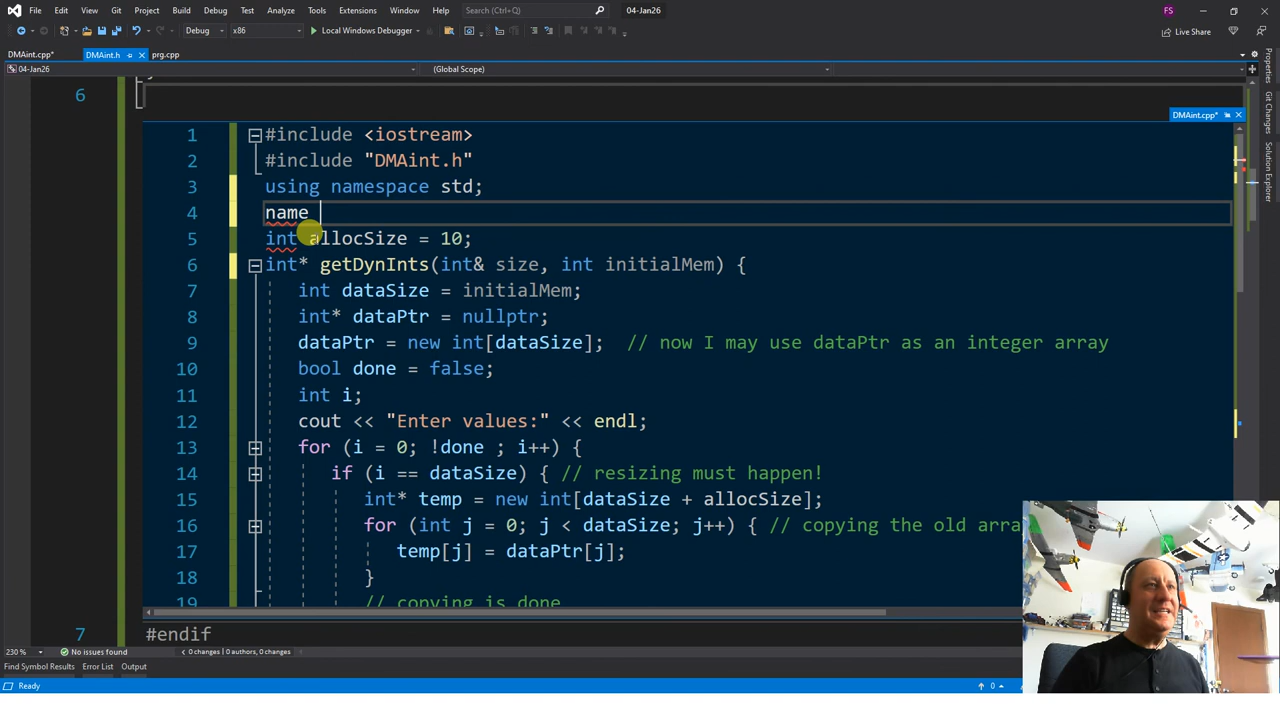 File Edit View Git Project Build Debug Test Analyze Tools Extensions Window Help Search (Ctrl+Q) 04-Jan26 FS
Debug x86 Local Windows Debugger Live Share
DMAint.cpp* DMAint.h prg.cpp
04-Jan26 (Global Scope)
6
DMAint.cpp*
1 #include <iostream>
2 #include "DMAint.h"
3 using namespace std;
4 name
5 int allocSize = 10;
6 int* getDynInts(int& size, int initialMem) {
7 int dataSize = initialMem;
8 int* dataPtr = nullptr;
9 dataPtr = new int[dataSize]; // now I may use dataPtr as an integer array
10 bool done = false;
11 int i;
12 cout << "Enter values:" << endl;
13 for (i = 0; !done ; i++) {
14 if (i == dataSize) { // resizing must happen!
15 int* temp = new int[dataSize + allocSize];
16 for (int j = 0; j < dataSize; j++) { // copying the old arra
17 temp[j] = dataPtr[j];
18 }
19 // copying is done
7 #endif
230 % No issues found 0 changes | 0 authors, 0 changes
Find Symbol Results Error List Output
Ready 0
Properties
Git Changes
Solution Explorer